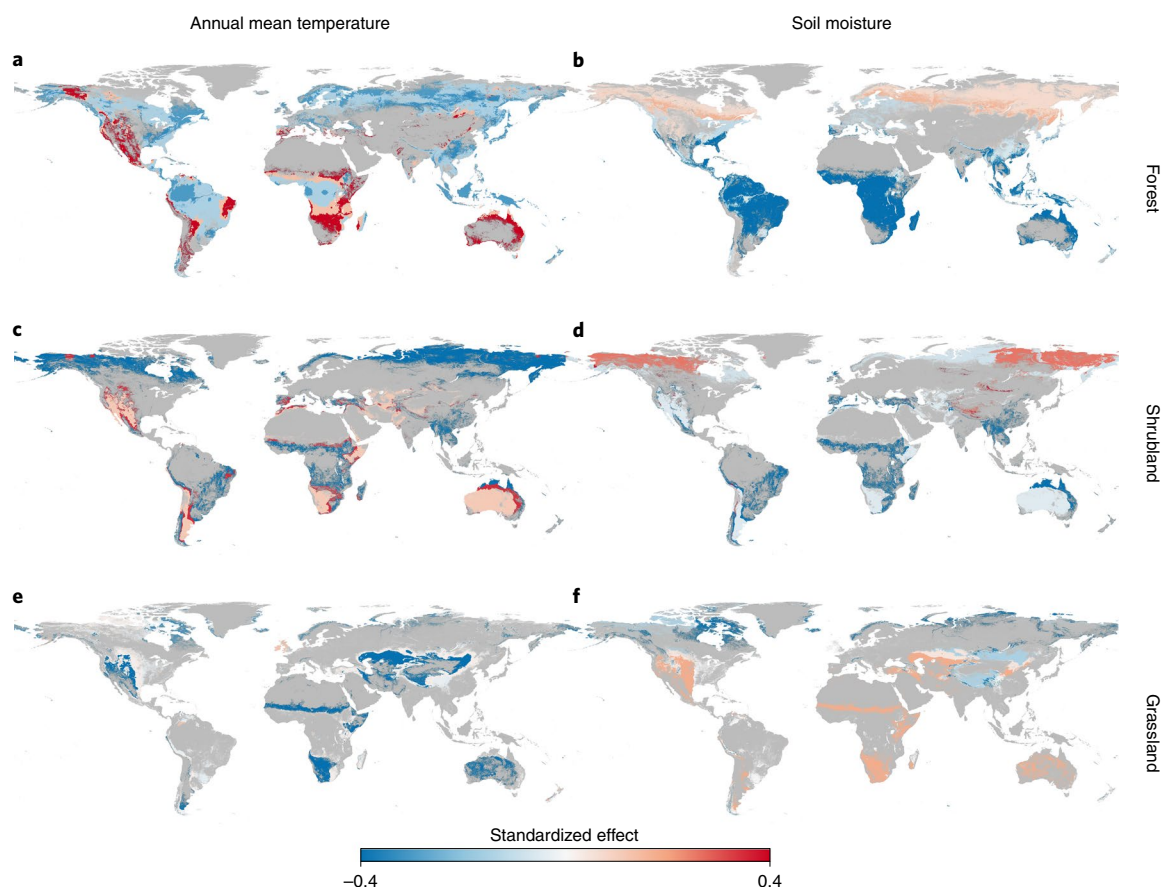 Annual mean temperature
Soil moisture
a
b
Forest
c
d
Shrubland
e
f
Grassland
Standardized effect
−0.4
0.4